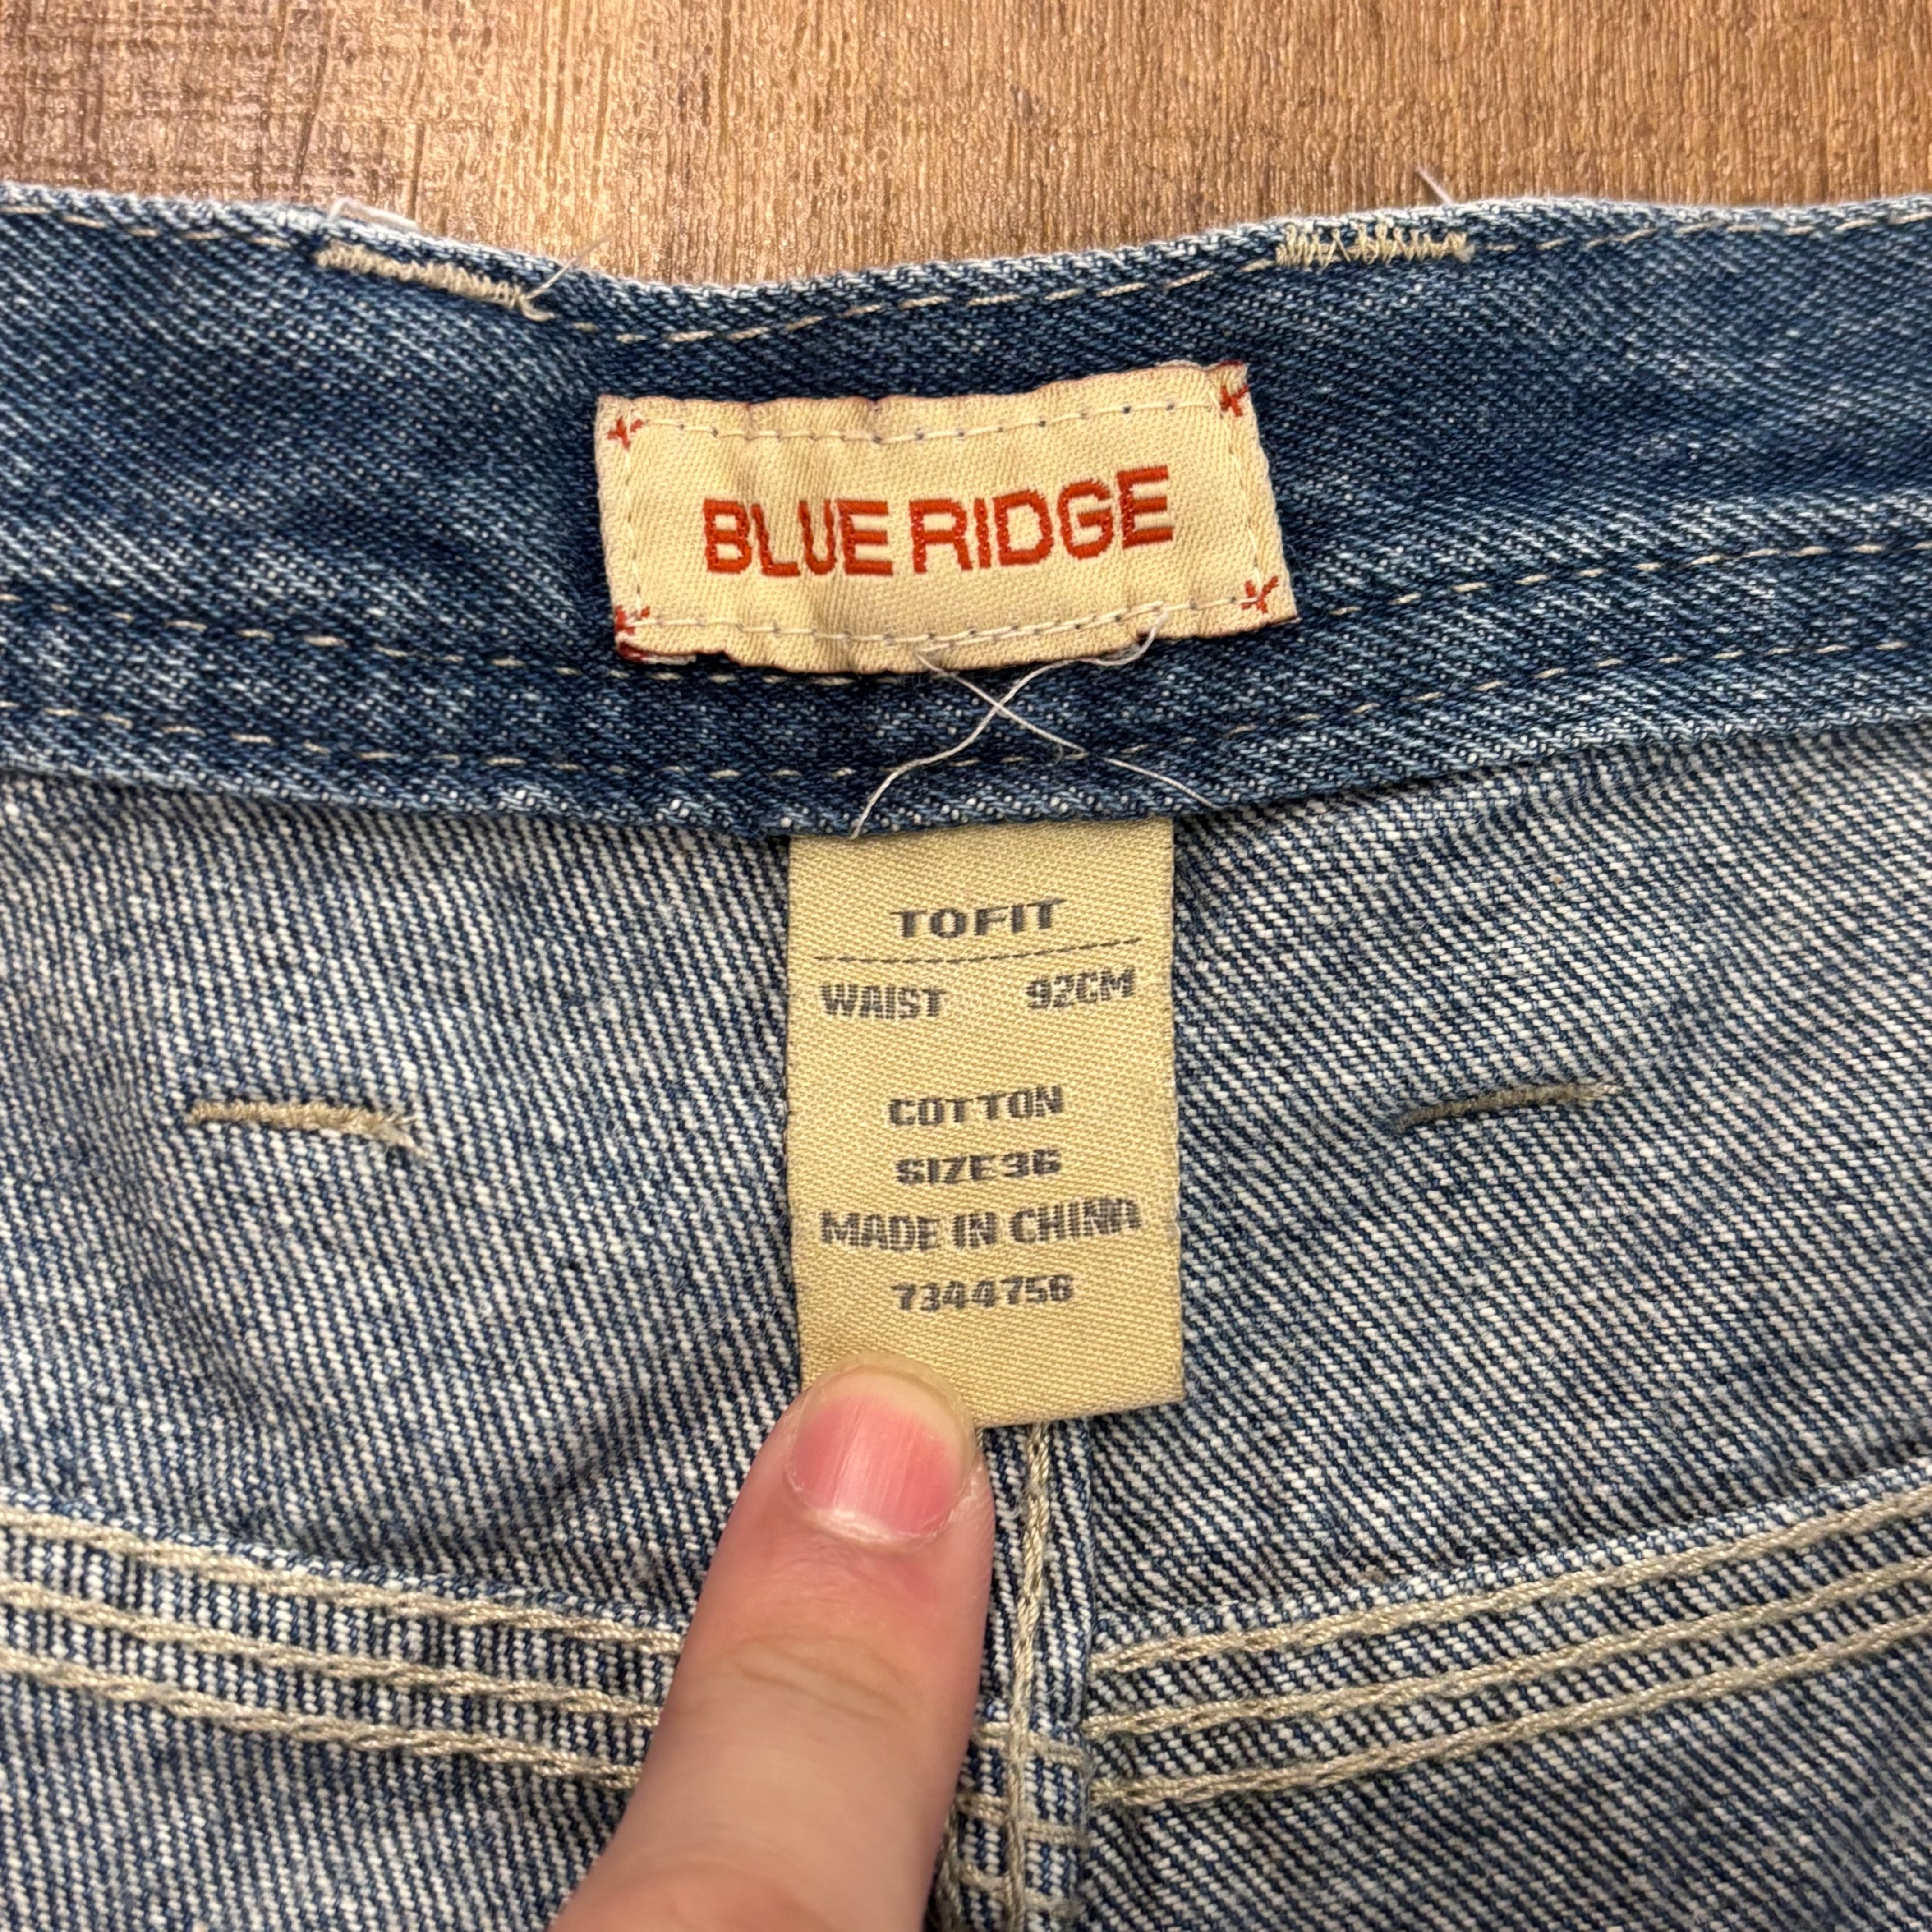 BLUE RIDGE
TO FIT
WAIST 92CM
COTTON
SIZE 36
MADE IN CHINA
7344756